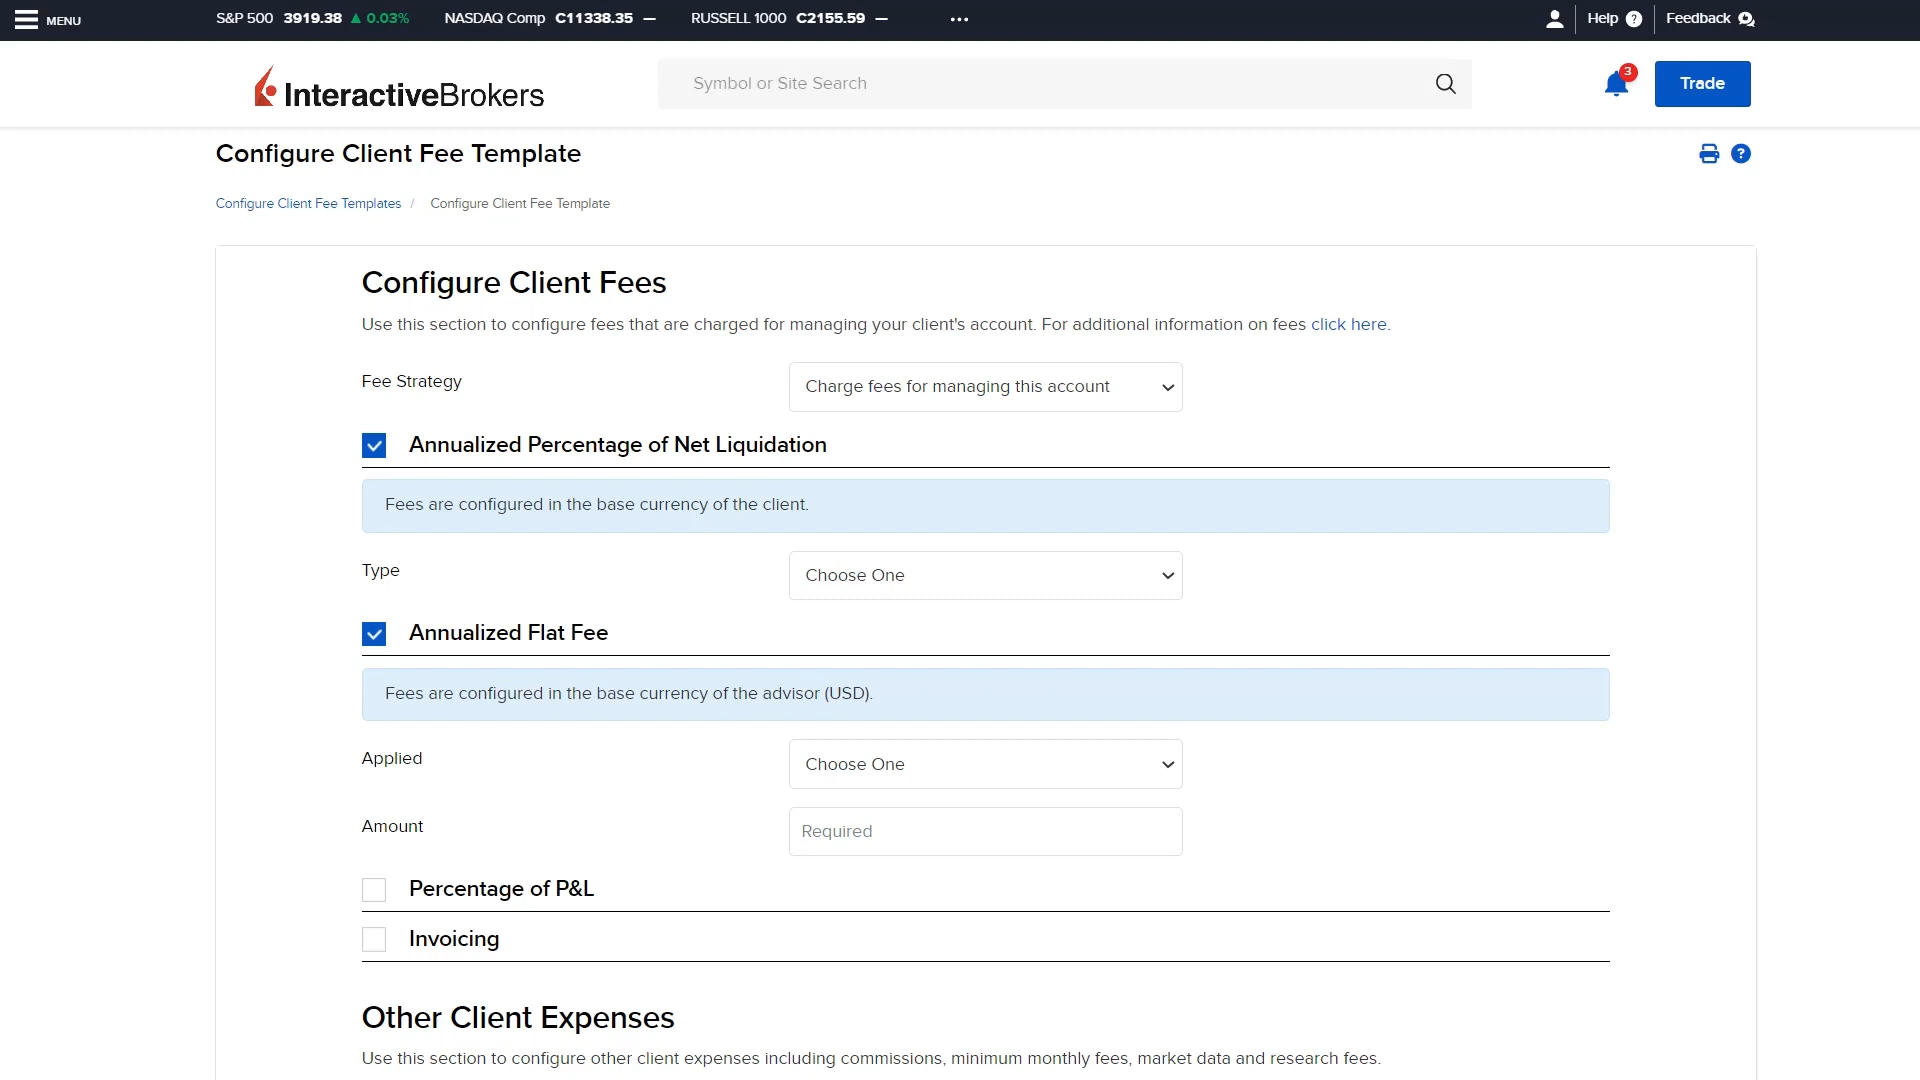 MENU
S&P 500 3919.38 ▲ 0.03% NASDAQ Comp C11338.35 — RUSSELL 1000 C2155.59 — ...
Help ? Feedback
InteractiveBrokers
Symbol or Site Search
3
Trade
Configure Client Fee Template
?
Configure Client Fee Templates / Configure Client Fee Template
Configure Client Fees
Use this section to configure fees that are charged for managing your client's account. For additional information on fees click here.
Fee Strategy
Charge fees for managing this account
Annualized Percentage of Net Liquidation
Fees are configured in the base currency of the client.
Type
Choose One
Annualized Flat Fee
Fees are configured in the base currency of the advisor (USD).
Applied
Choose One
Amount
Required
Percentage of P&L
Invoicing
Other Client Expenses
Use this section to configure other client expenses including commissions, minimum monthly fees, market data and research fees.